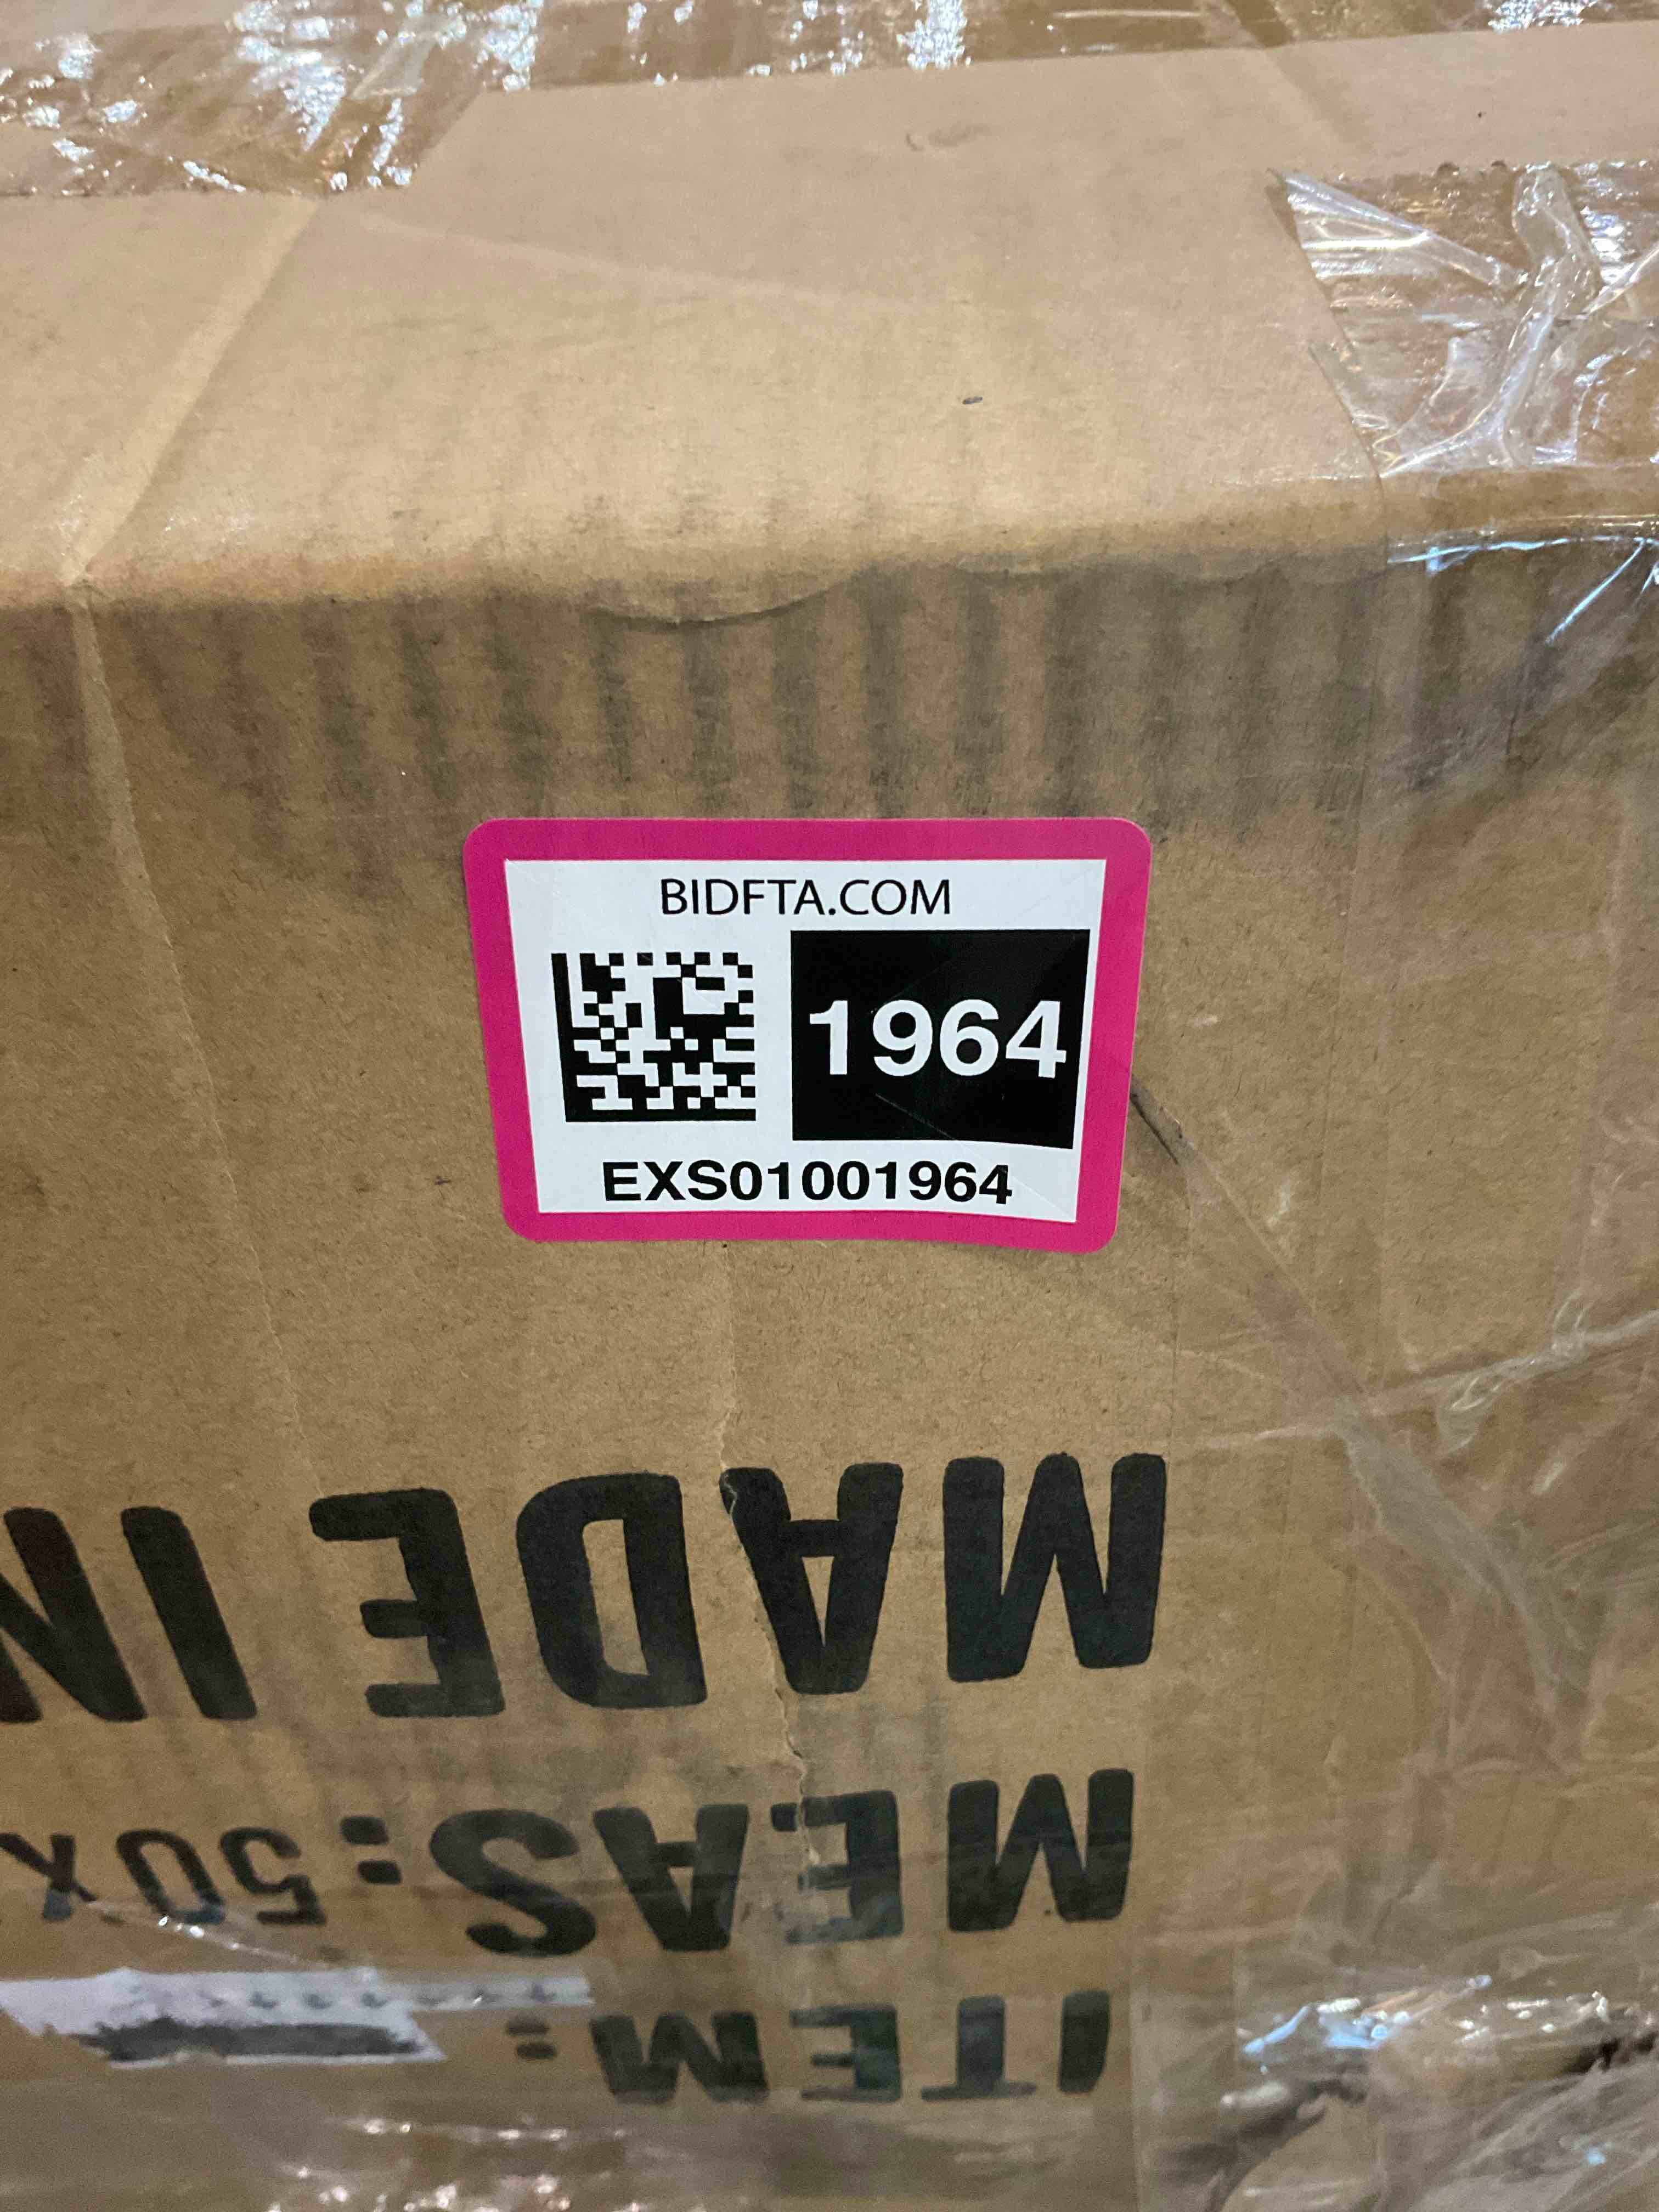 BIDFTA.COM
1964
EXS01001964
MADE IN
MEAS: 50X
ITEM: